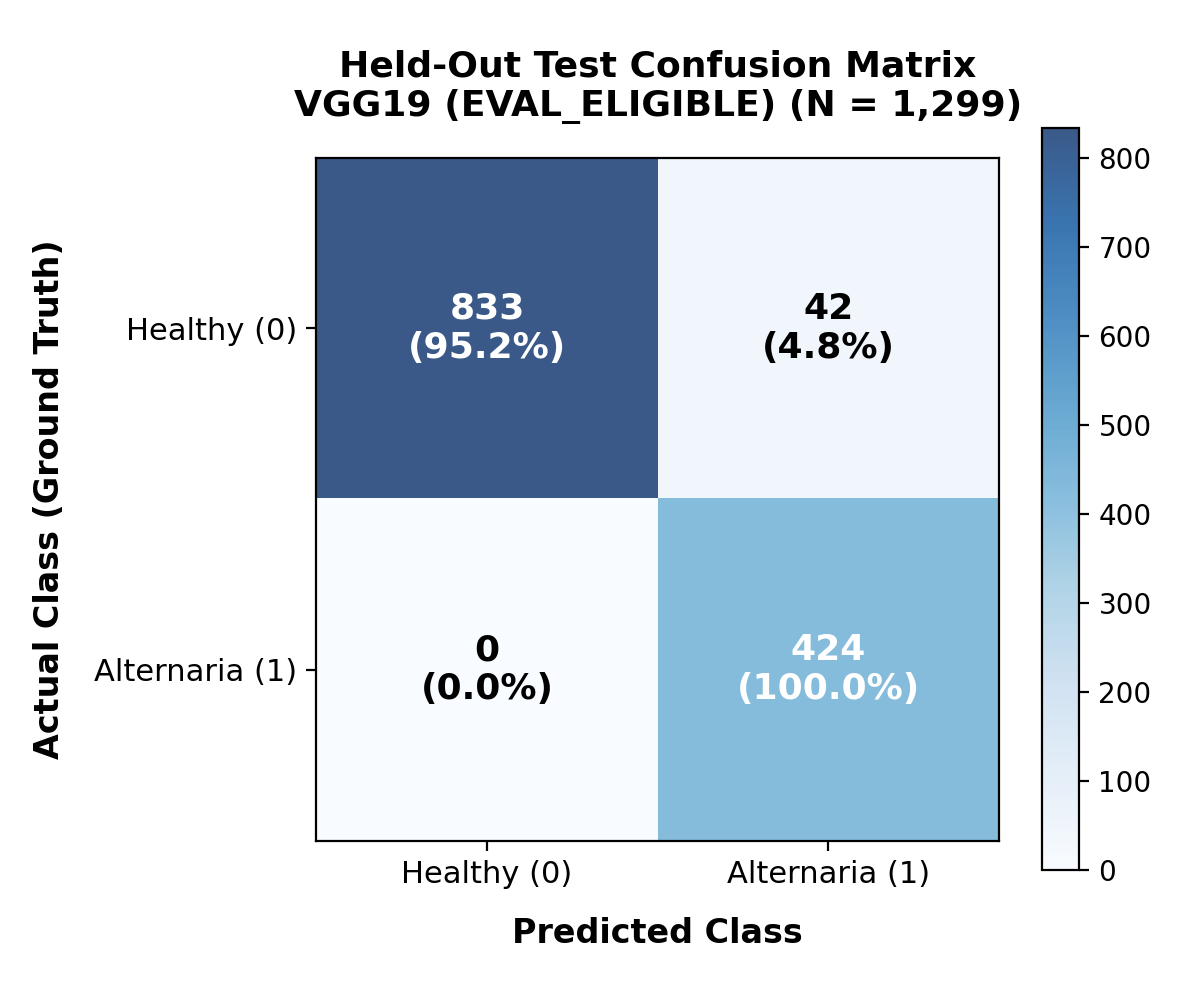 Held-Out Test Confusion Matrix
VGG19 (EVAL_ELIGIBLE) (N = 1,299)
Actual Class (Ground Truth)
Healthy (0)
833
(95.2%)
42
(4.8%)
Alternaria (1)
0
(0.0%)
424
(100.0%)
Healthy (0)
Alternaria (1)
Predicted Class
800
700
600
500
400
300
200
100
0